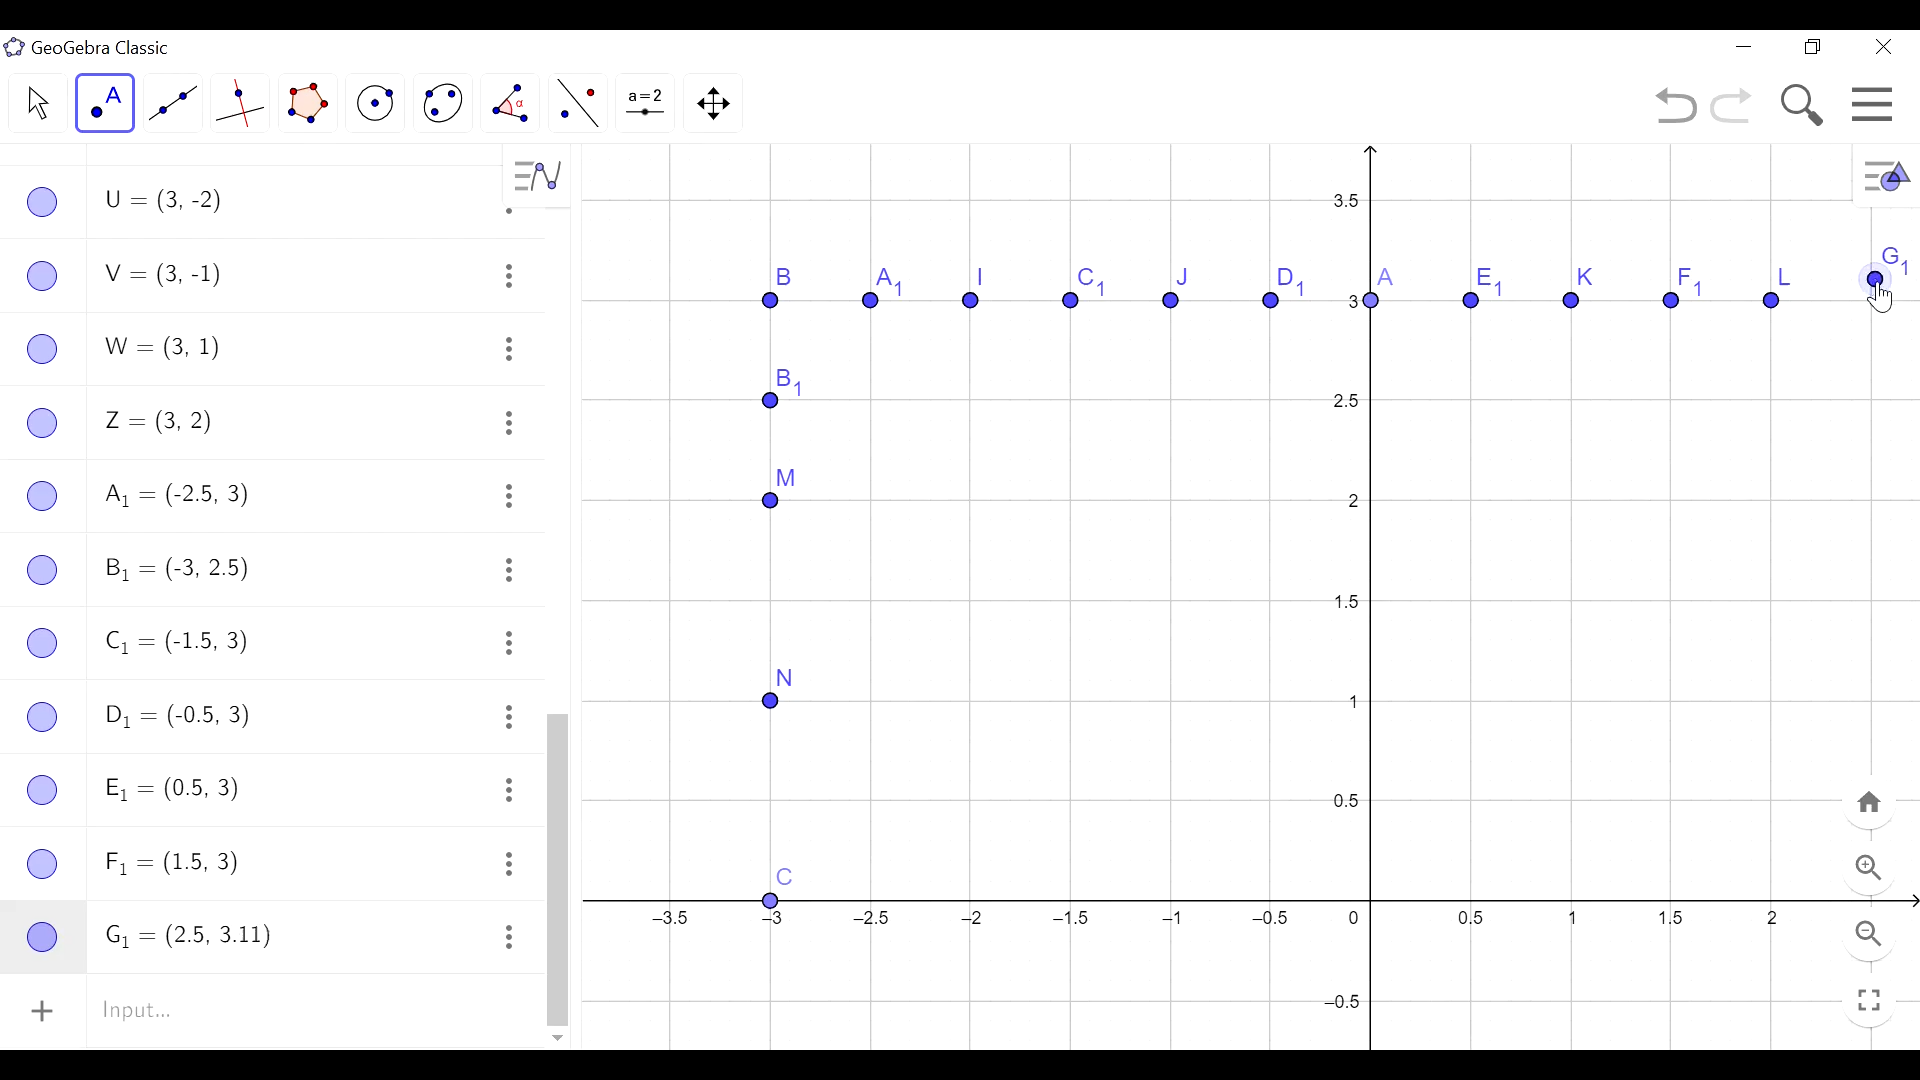 GeoGebra Classic
A
α
a=2
U = (3, -2)
V = (3, -1)
W = (3, 1)
Z = (3, 2)
A₁ = (-2.5, 3)
B₁ = (-3, 2.5)
C₁ = (-1.5, 3)
D₁ = (-0.5, 3)
E₁ = (0.5, 3)
F₁ = (1.5, 3)
G₁ = (2.5, 3.11)
Input...
3.5
G₁
B A₁ I C₁ J D₁ A E₁ K F₁ L
3
B₁
2.5
M
2
1.5
N
1
0.5
C
–3.5 –3 –2.5 –2 –1.5 –1 –0.5 0 0.5 1 1.5 2
–0.5